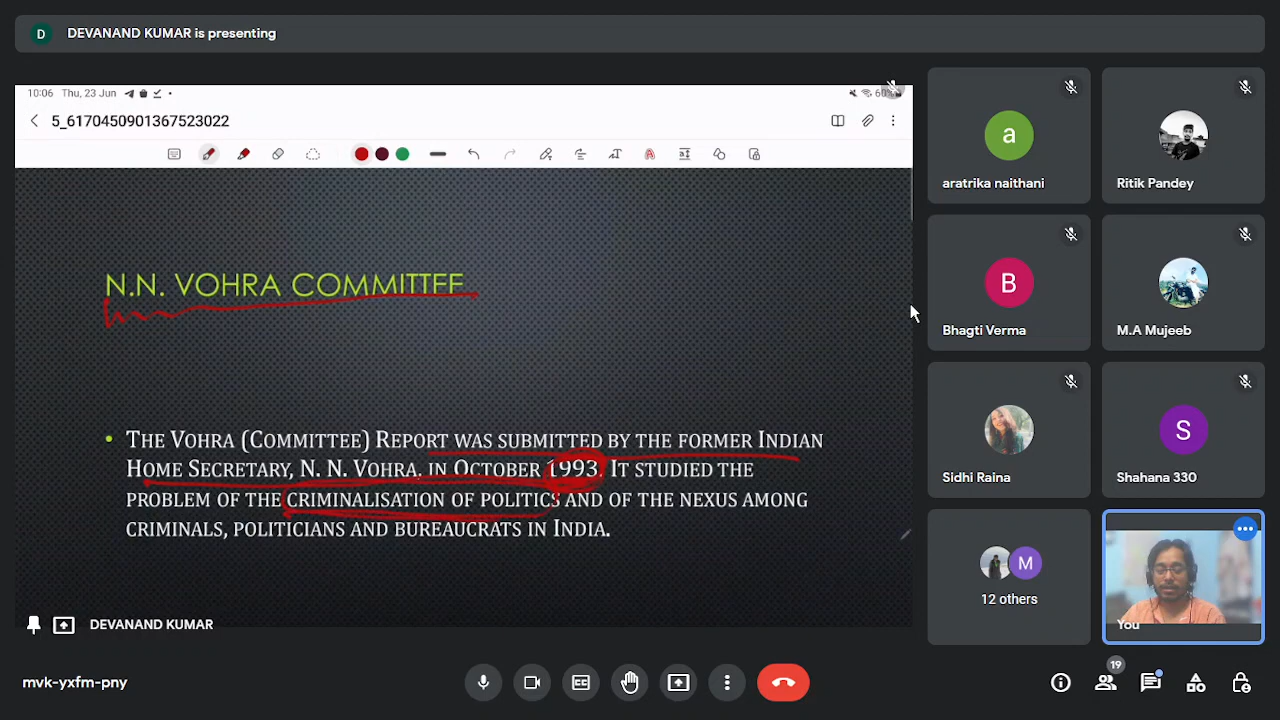 D
DEVANAND KUMAR is presenting
10:06 Thu, 23 Jun
60%
5_6170450901367523022
N.N. VOHRA COMMITTEE
• THE VOHRA (COMMITTEE) REPORT WAS SUBMITTED BY THE FORMER INDIAN
HOME SECRETARY, N. N. VOHRA, IN OCTOBER 1993. IT STUDIED THE
PROBLEM OF THE CRIMINALISATION OF POLITICS AND OF THE NEXUS AMONG
CRIMINALS, POLITICIANS AND BUREAUCRATS IN INDIA.
DEVANAND KUMAR
a
aratrika naithani
Ritik Pandey
B
Bhagti Verma
M.A Mujeeb
Sidhi Raina
S
Shahana 330
M
12 others
You
mvk-yxfm-pny
CC
19